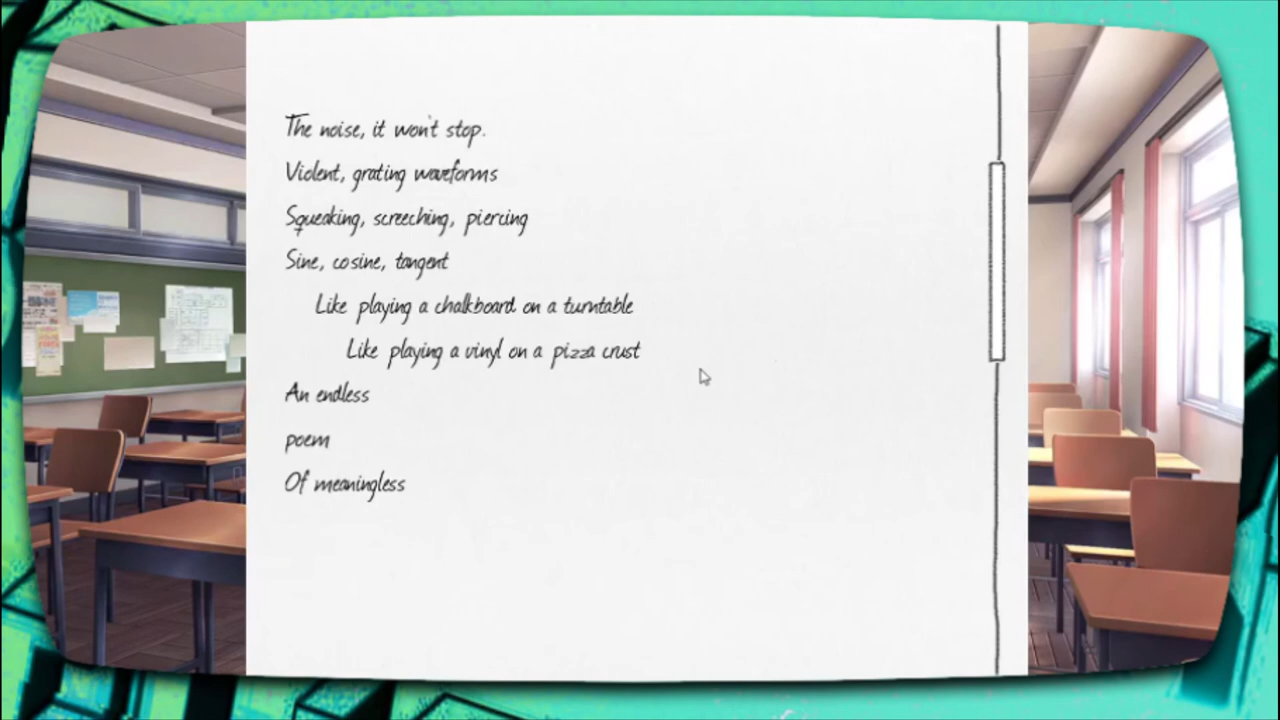 The noise, it won't stop.
Violent, grating waveforms
Squeaking, screeching, piercing
Sine, cosine, tangent
Like playing a chalkboard on a turntable
Like playing a vinyl on a pizza crust
An endless
poem
Of meaningless